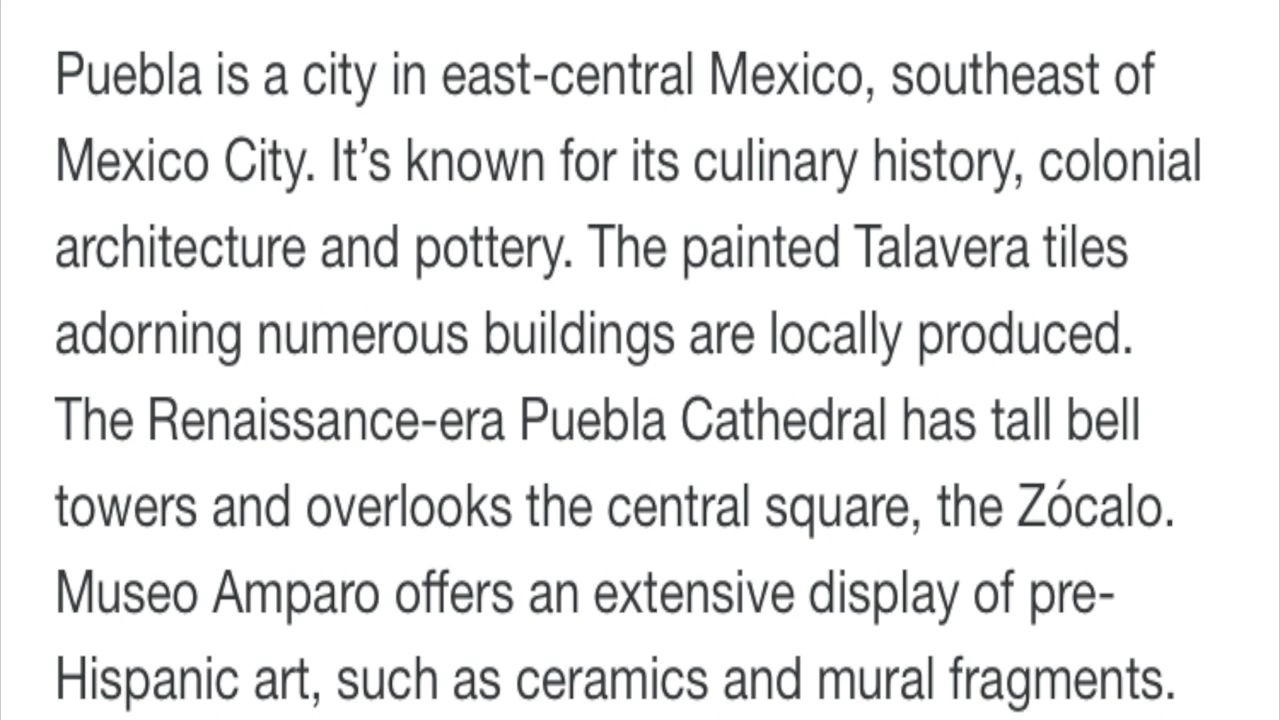 Puebla is a city in east-central Mexico, southeast of
Mexico City. It’s known for its culinary history, colonial
architecture and pottery. The painted Talavera tiles
adorning numerous buildings are locally produced.
The Renaissance-era Puebla Cathedral has tall bell
towers and overlooks the central square, the Zócalo.
Museo Amparo offers an extensive display of pre-
Hispanic art, such as ceramics and mural fragments.